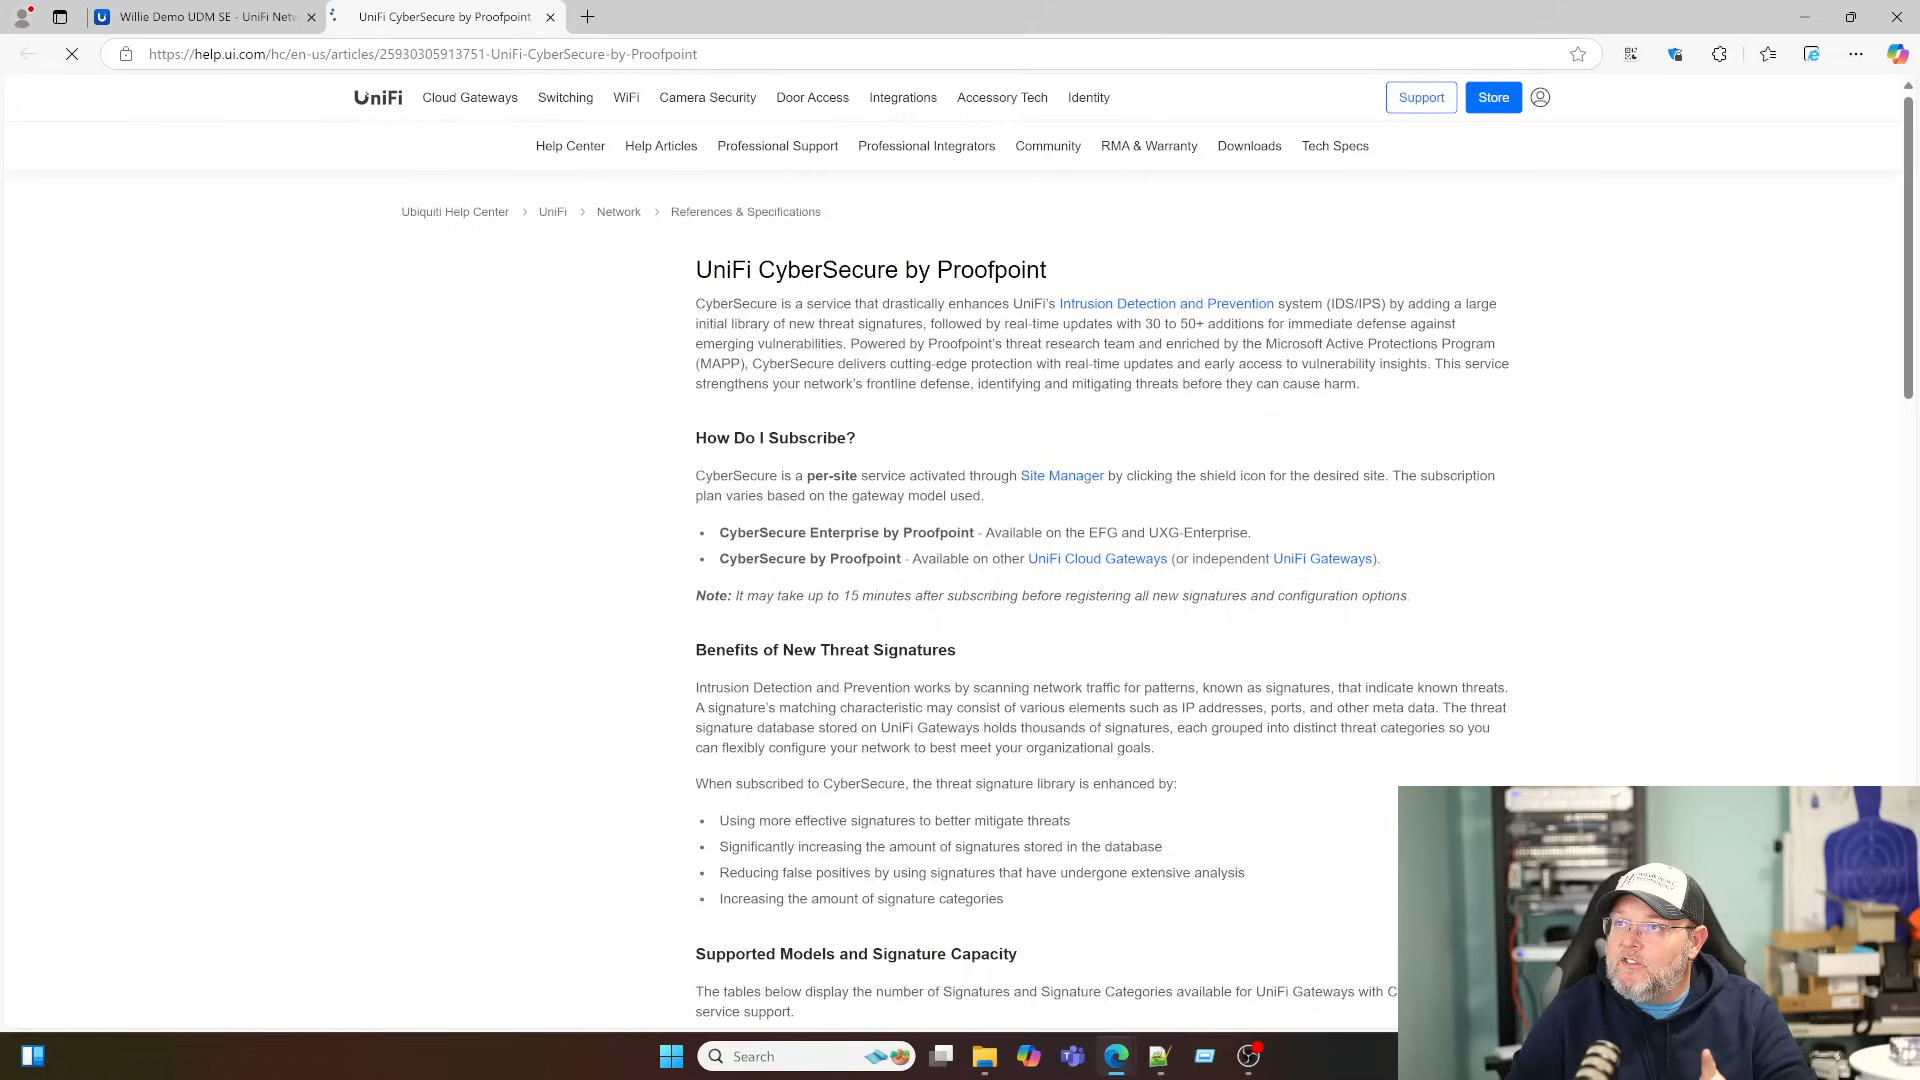 Willie Demo UDM SE - UniFi Netw
UniFi CyberSecure by Proofpoint
https://help.ui.com/hc/en-us/articles/25930305913751-UniFi-CyberSecure-by-Proofpoint
UniFi Cloud Gateways Switching WiFi Camera Security Door Access Integrations Accessory Tech Identity Support Store
Help Center Help Articles Professional Support Professional Integrators Community RMA & Warranty Downloads Tech Specs
Ubiquiti Help Center > UniFi > Network > References & Specifications
UniFi CyberSecure by Proofpoint
CyberSecure is a service that drastically enhances UniFi's Intrusion Detection and Prevention system (IDS/IPS) by adding a large
initial library of new threat signatures, followed by real-time updates with 30 to 50+ additions for immediate defense against
emerging vulnerabilities. Powered by Proofpoint's threat research team and enriched by the Microsoft Active Protections Program
(MAPP), CyberSecure delivers cutting-edge protection with real-time updates and early access to vulnerability insights. This service
strengthens your network's frontline defense, identifying and mitigating threats before they can cause harm.
How Do I Subscribe?
CyberSecure is a per-site service activated through Site Manager by clicking the shield icon for the desired site. The subscription
plan varies based on the gateway model used.
• CyberSecure Enterprise by Proofpoint - Available on the EFG and UXG-Enterprise.
• CyberSecure by Proofpoint - Available on other UniFi Cloud Gateways (or independent UniFi Gateways).
Note: It may take up to 15 minutes after subscribing before registering all new signatures and configuration options.
Benefits of New Threat Signatures
Intrusion Detection and Prevention works by scanning network traffic for patterns, known as signatures, that indicate known threats.
A signature's matching characteristic may consist of various elements such as IP addresses, ports, and other meta data. The threat
signature database stored on UniFi Gateways holds thousands of signatures, each grouped into distinct threat categories so you
can flexibly configure your network to best meet your organizational goals.
When subscribed to CyberSecure, the threat signature library is enhanced by:
• Using more effective signatures to better mitigate threats
• Significantly increasing the amount of signatures stored in the database
• Reducing false positives by using signatures that have undergone extensive analysis
• Increasing the amount of signature categories
Supported Models and Signature Capacity
The tables below display the number of Signatures and Signature Categories available for UniFi Gateways with C
service support.
Search